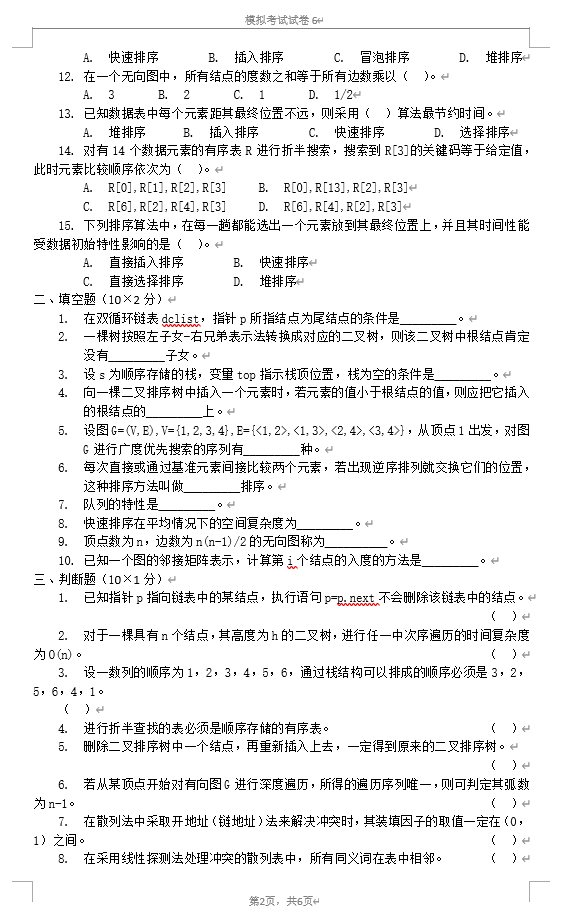 模拟考试试卷 6
A. 快速排序 B. 插入排序 C. 冒泡排序 D. 堆排序
12. 在一个无向图中，所有结点的度数之和等于所有边数乘以（ ）。
A. 3 B. 2 C. 1 D. 1/2
13. 已知数据表中每个元素距其最终位置不远，则采用（ ）算法最节约时间。
A. 堆排序 B. 插入排序 C. 快速排序 D. 选择排序
14. 对有 14 个数据元素的有序表 R 进行折半搜索，搜索到 R[3]的关键码等于给定值，
此时元素比较顺序依次为（ ）。
A. R[0],R[1],R[2],R[3] B. R[0],R[13],R[2],R[3]
C. R[6],R[2],R[4],R[3] D. R[6],R[4],R[2],R[3]
15. 下列排序算法中，在每一趟都能选出一个元素放到其最终位置上，并且其时间性能
受数据初始特性影响的是（ ）。
A. 直接插入排序 B. 快速排序
C. 直接选择排序 D. 堆排序
二、填空题（10×2 分）
1. 在双循环链表 dclist，指针 p 所指结点为尾结点的条件是_________。
2. 一棵树按照左子女-右兄弟表示法转换成对应的二叉树，则该二叉树中根结点肯定
没有_________子女。
3. 设 s 为顺序存储的栈，变量 top 指示栈顶位置，栈为空的条件是_________。
4. 向一棵二叉排序树中插入一个元素时，若元素的值小于根结点的值，则应把它插入
的根结点的_________上。
5. 设图 G=(V,E),V={1,2,3,4},E={<1,2>,<1,3>,<2,4>,<3,4>}，从顶点 1 出发，对图
G 进行广度优先搜索的序列有_________种。
6. 每次直接或通过基准元素间接比较两个元素，若出现逆序排列就交换它们的位置，
这种排序方法叫做_________排序。
7. 队列的特性是_________。
8. 快速排序在平均情况下的空间复杂度为_________。
9. 顶点数为 n，边数为 n(n-1)/2 的无向图称为_________。
10. 已知一个图的邻接矩阵表示，计算第 i 个结点的入度的方法是_________。
三、判断题（10×1 分）
1. 已知指针 p 指向链表中的某结点，执行语句 p=p.next 不会删除该链表中的结点。
（ ）
2. 对于一棵具有 n 个结点，其高度为 h 的二叉树，进行任一中次序遍历的时间复杂度
为 O(n)。 （ ）
3. 设一数列的顺序为 1，2，3，4，5，6，通过栈结构可以排成的顺序必须是 3，2，
5，6，4，1。
（ ）
4. 进行折半查找的表必须是顺序存储的有序表。 （ ）
5. 删除二叉排序树中一个结点，再重新插入上去，一定得到原来的二叉排序树。
（ ）
6. 若从某顶点开始对有向图 G 进行深度遍历，所得的遍历序列唯一，则可判定其弧数
为 n-1。 （ ）
7. 在散列法中采取开地址（链地址）法来解决冲突时，其装填因子的取值一定在（0，
1）之间。 （ ）
8. 在采用线性探测法处理冲突的散列表中，所有同义词在表中相邻。 （ ）
第2页，共6页